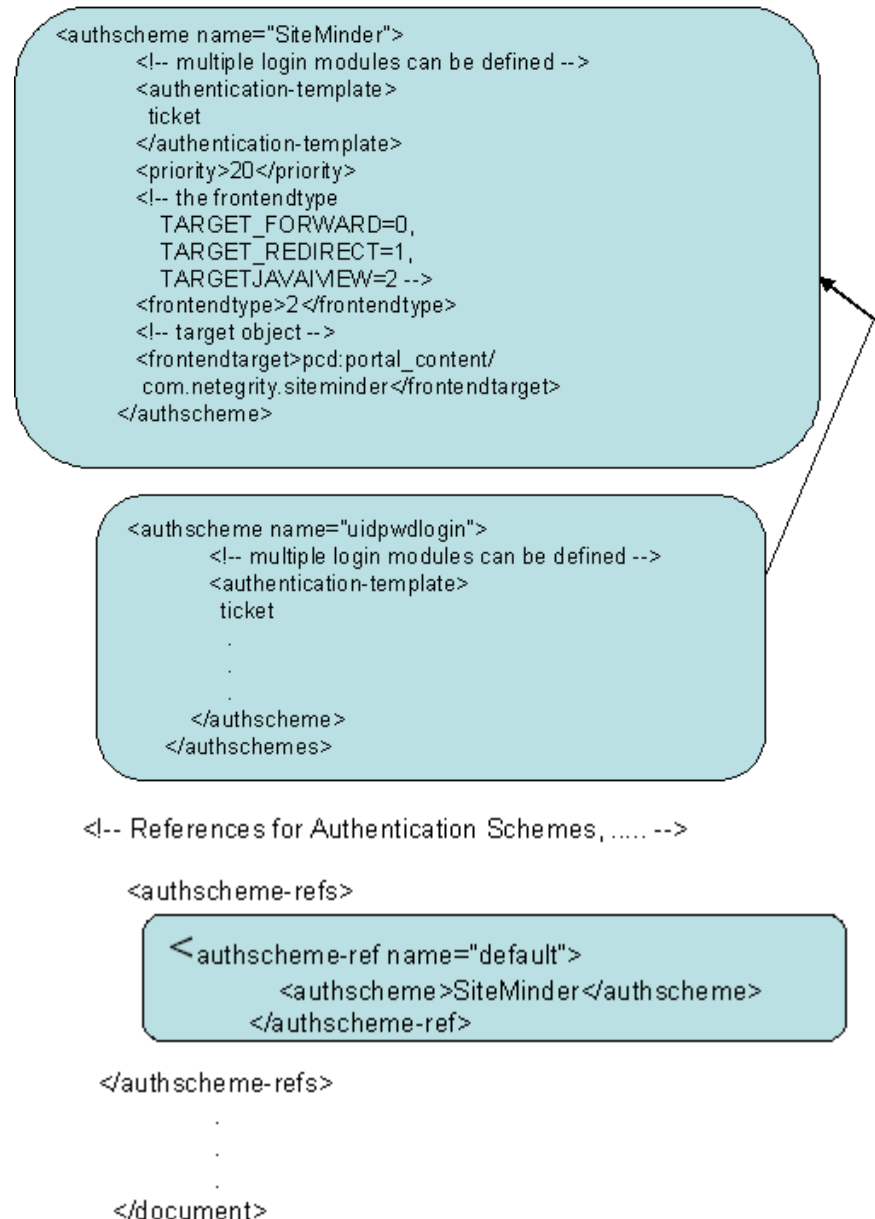 <authscheme name="SiteMinder">
<!-- multiple login modules can be defined -->
<authentication-template>
ticket
</authentication-template>
<priority>20</priority>
<!-- the frontendtype
TARGET_FORWARD=0,
TARGET_REDIRECT=1,
TARGETJAVAIVIEW=2 -->
<frontendtype>2</frontendtype>
<!-- target object -->
<frontendtarget>pcd:portal_content/
com.netegrity.siteminder</frontendtarget>
</authscheme>
<authscheme name="uidpwdlogin">
<!-- multiple login modules can be defined -->
<authentication-template>
ticket
.
.
.
</authscheme>
</authschemes>
<!-- References for Authentication Schemes, ..... -->
<authscheme-refs>
<authscheme-ref name="default">
<authscheme>SiteMinder</authscheme>
</authscheme-ref>
</authscheme-refs>
.
.
.
</document>